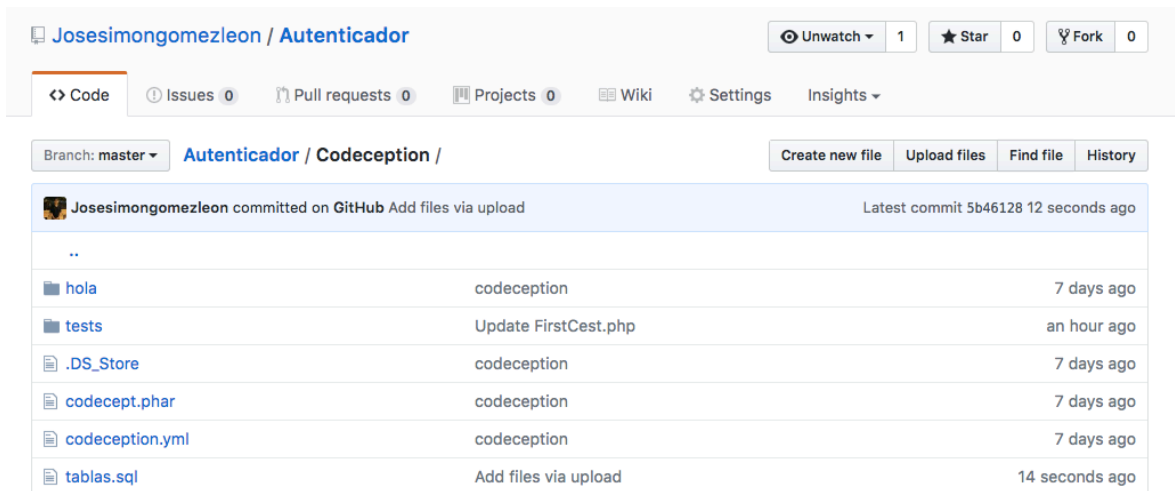 Josesimongomezleon / Autenticador Unwatch 1 Star 0 Fork 0
Code Issues 0 Pull requests 0 Projects 0 Wiki Settings Insights
Branch: master Autenticador / Codeception / Create new file Upload files Find file History
Josesimongomezleon committed on GitHub Add files via upload Latest commit 5b46128 12 seconds ago
..
hola codeception 7 days ago
tests Update FirstCest.php an hour ago
.DS_Store codeception 7 days ago
codecept.phar codeception 7 days ago
codeception.yml codeception 7 days ago
tablas.sql Add files via upload 14 seconds ago